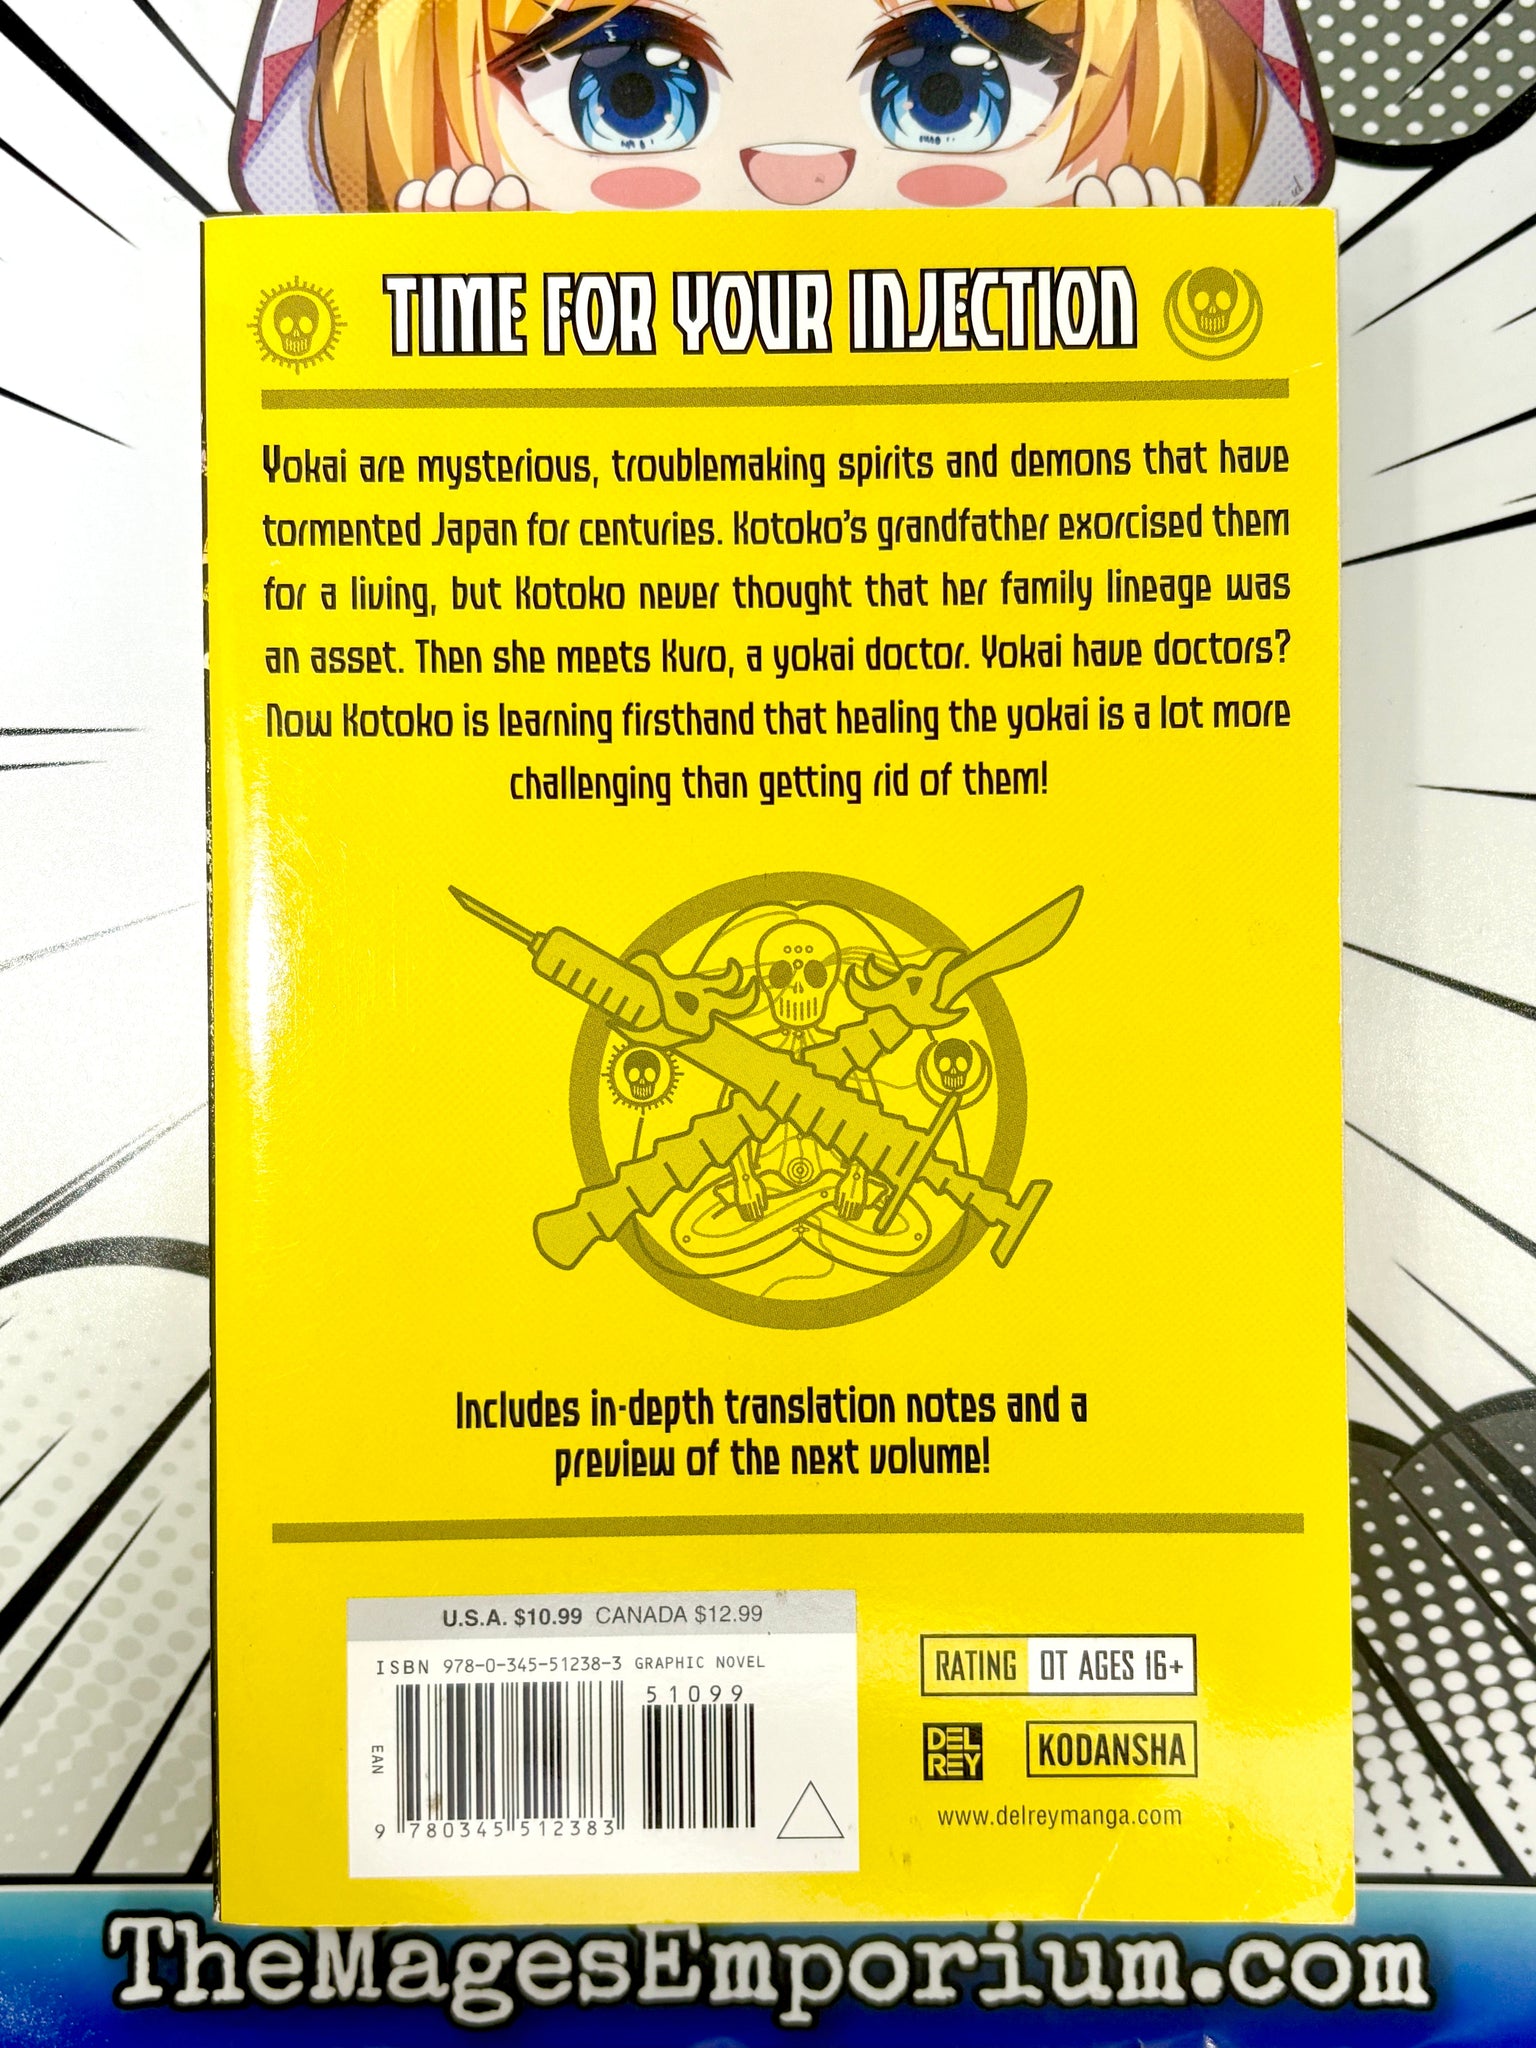 TIME FOR YOUR INJECTION
Yokai are mysterious, troublemaking spirits and demons that have
tormented Japan for centuries. Kotoko's grandfather exorcised them
for a living, but Kotoko never thought that her family lineage was
an asset. Then she meets Kuro, a yokai doctor. Yokai have doctors?
Now Kotoko is learning firsthand that healing the yokai is a lot more
challenging than getting rid of them!
Includes in-depth translation notes and a
preview of the next volume!
U.S.A. $10.99 CANADA $12.99
ISBN 978-0-345-51238-3 GRAPHIC NOVEL
51099
EAN
9 780345 512383
RATING OT AGES 16+
DEL
REY
KODANSHA
www.delreymanga.com
TheMagesEmporium.com